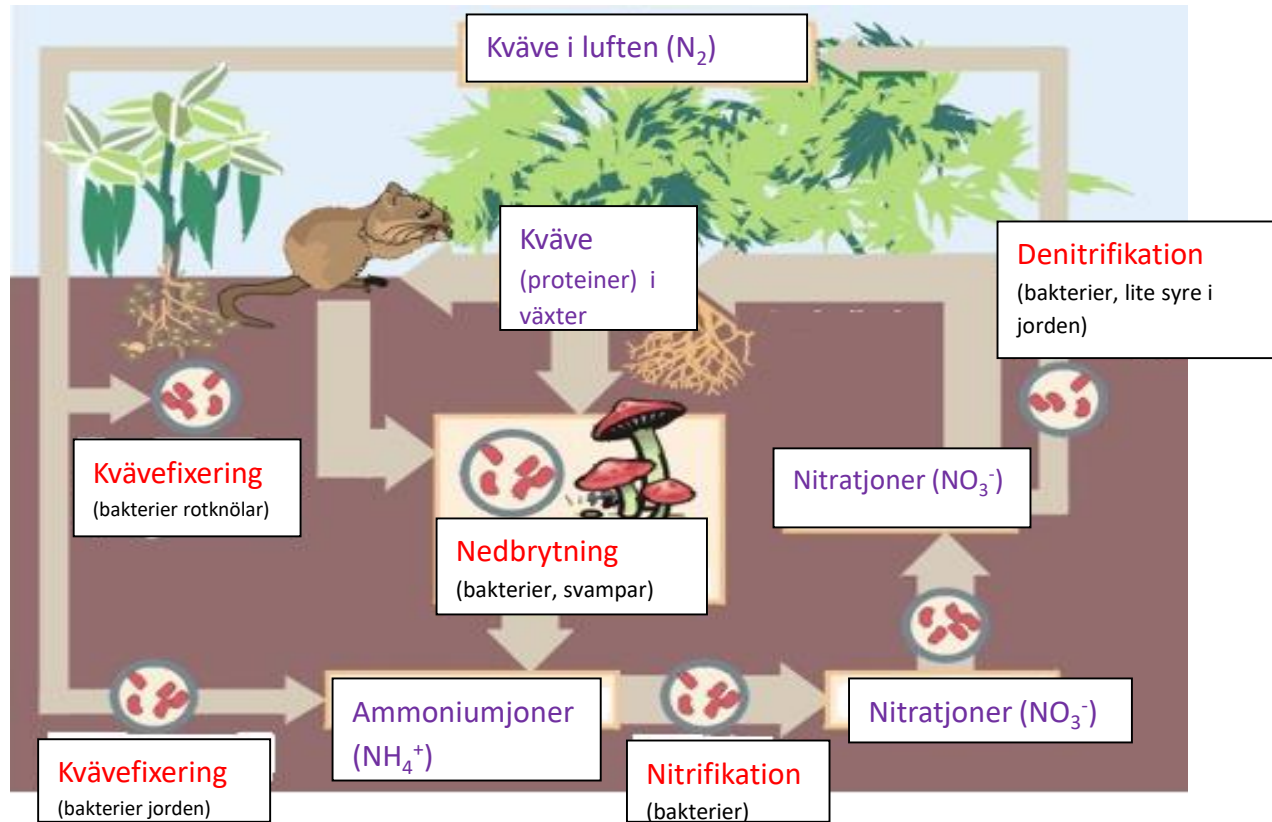 Kväve i luften (N₂)
Kväve
(proteiner) i
växter
Denitrifikation
(bakterier, lite syre i
jorden)
Kvävefixering
(bakterier rotknölar)
Nitratjoner (NO₃⁻)
Nedbrytning
(bakterier, svampar)
Ammoniumjoner
(NH₄⁺)
Nitratjoner (NO₃⁻)
Kvävefixering
(bakterier jorden)
Nitrifikation
(bakterier)